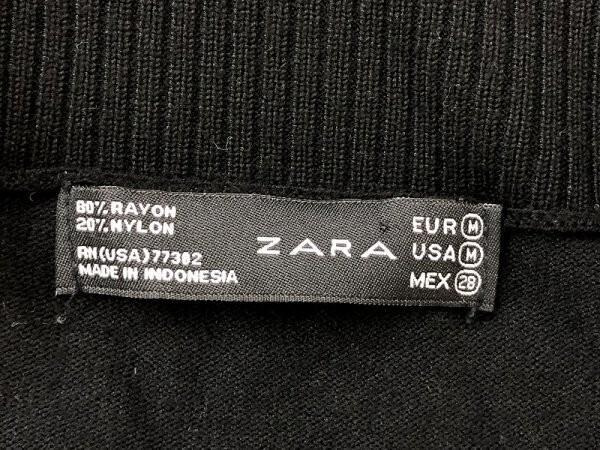 80% RAYON
20% NYLON
RN(USA)77302
MADE IN INDONESIA
ZARA
EUR M
USA M
MEX 28